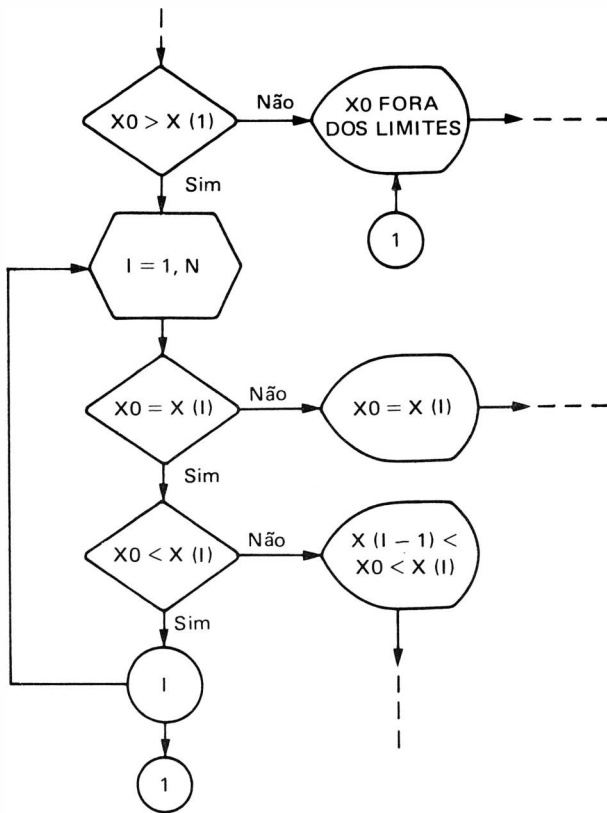 X0 > X (1)
Não
X0 FORA
DOS LIMITES
Sim
1
I = 1, N
X0 = X (I)
Não
X0 = X (I)
Sim
X0 < X (I)
Não
X (I – 1) <
X0 < X (I)
Sim
I
1